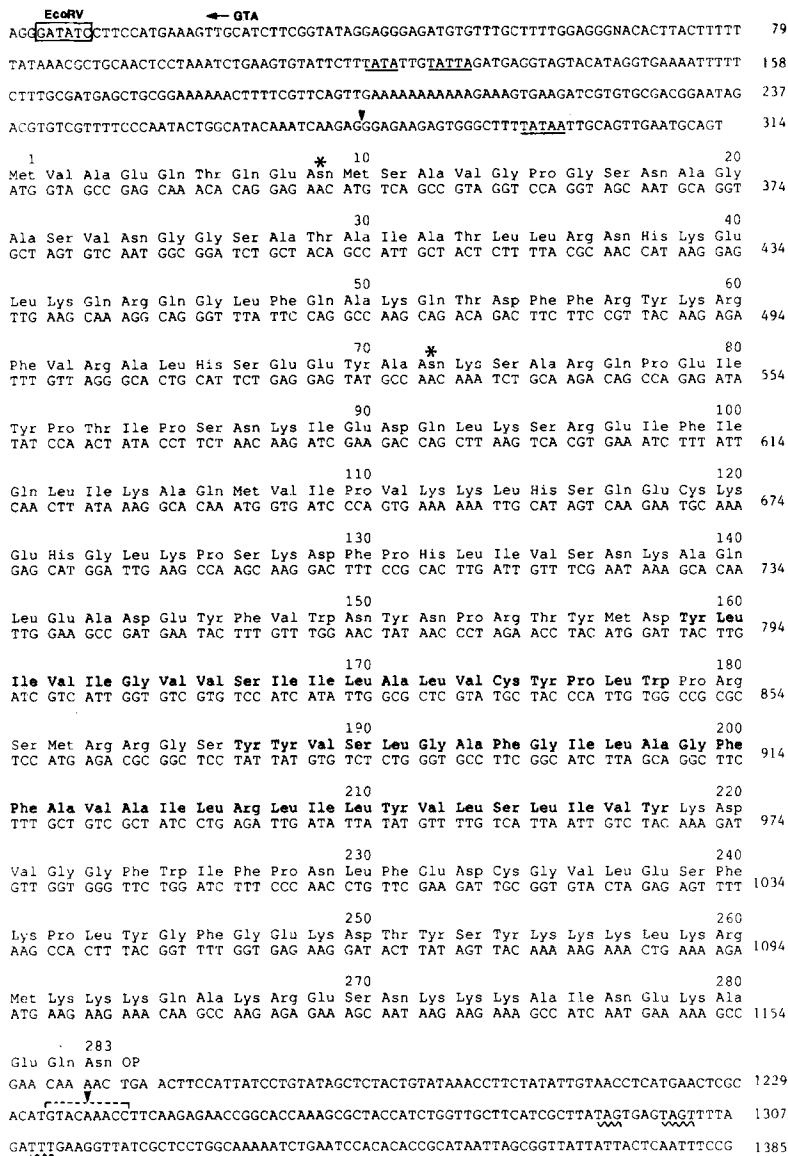 EcoRV ← GTA
AGGGATATCCTTCCATGAAAGTTGCATCTTCGGTATAGGAGGGAGATGTGTTTGCTTTTGGAGGGNACACTTACTTTTT 79
TATAAACGCTGCAACTCCTAAATCTGAAGTGTATTCTTTATATTGTATTAGATGAGGTAGTACATAGGTGAAAATTTTT 158
CTTTGCGATGAGCTGCGGAAAAAACTTTTCGTTCAGTTGAAAAAAAAAAAGAAAGTGAAGATCGTGTGCGACGGAATAG 237
ACGTGTCGTTTTCCCAATACTGGCATACAAATCAAGAGGGAGAAGAGTGGGCTTTTTATAATTGCAGTTGAATGCAGT 314
1 * 10 20
Met Val Ala Glu Gln Thr Gln Glu Asn Met Ser Ala Val Gly Pro Gly Ser Asn Ala Gly
ATG GTA GCC GAG CAA ACA CAG GAG AAC ATG TCA GCC GTA GGT CCA GGT AGC AAT GCA GGT 374
30 40
Ala Ser Val Asn Gly Gly Ser Ala Thr Ala Ile Ala Thr Leu Leu Arg Asn His Lys Glu
GCT AGT GTC AAT GGC GGA TCT GCT ACA GCC ATT GCT ACT CTT TTA CGC AAC CAT AAG GAG 434
50 60
Leu Lys Gln Arg Gln Gly Leu Phe Gln Ala Lys Gln Thr Asp Phe Phe Arg Tyr Lys Arg
TTG AAG CAA AGG CAG GGT TTA TTC CAG GCC AAG CAG ACA GAC TTC TTC CGT TAC AAG AGA 494
70 * 80
Phe Val Arg Ala Leu His Ser Glu Glu Tyr Ala Asn Lys Ser Ala Arg Gln Pro Glu Ile
TTT GTT AGG GCA CTG CAT TCT GAG GAG TAT GCC AAC AAA TCT GCA AGA CAG CCA GAG ATA 554
90 100
Tyr Pro Thr Ile Pro Ser Asn Lys Ile Glu Asp Gln Leu Lys Ser Arg Glu Ile Phe Ile
TAT CCA ACT ATA CCT TCT AAC AAG ATC GAA GAC CAG CTT AAG TCA CGT GAA ATC TTT ATT 614
110 120
Gln Leu Ile Lys Ala Gln Met Val Ile Pro Val Lys Lys Leu His Ser Gln Glu Cys Lys
CAA CTT ATA AAG GCA CAA ATG GTG ATC CCA GTG AAA AAA TTG CAT AGT CAA GAA TGC AAA 674
130 140
Glu His Gly Leu Lys Pro Ser Lys Asp Phe Pro His Leu Ile Val Ser Asn Lys Ala Gln
GAG CAT GGA TTG AAG CCA AGC AAG GAC TTT CCG CAC TTG ATT GTT TCG AAT AAA GCA CAA 734
150 160
Leu Glu Ala Asp Glu Tyr Phe Val Trp Asn Tyr Asn Pro Arg Thr Tyr Met Asp Tyr Leu
TTG GAA GCC GAT GAA TAC TTT GTT TGG AAC TAT AAC CCT AGA ACC TAC ATG GAT TAC TTG 794
170 180
Ile Val Ile Gly Val Val Ser Ile Ile Leu Ala Leu Val Cys Tyr Pro Leu Trp Pro Arg
ATC GTC ATT GGT GTC GTG TCC ATC ATA TTG GCG CTC GTA TGC TAC CCA TTG TGG CCG CGC 854
190 200
Ser Met Arg Arg Gly Ser Tyr Tyr Val Ser Leu Gly Ala Phe Gly Ile Leu Ala Gly Phe
TCC ATG AGA CGC GGC TCC TAT TAT GTG TCT CTG GGT GCC TTC GGC ATC TTA GCA GGC TTC 914
210 220
Phe Ala Val Ala Ile Leu Arg Leu Ile Leu Tyr Val Leu Ser Leu Ile Val Tyr Lys Asp
TTT GCT GTC GCT ATC CTG AGA TTG ATA TTA TAT GTT TTG TCA TTA ATT GTC TAC AAA GAT 974
230 240
Val Gly Gly Phe Trp Ile Phe Pro Asn Leu Phe Glu Asp Cys Gly Val Leu Glu Ser Phe
GTT GGT GGG TTC TGG ATC TTT CCC AAC CTG TTC GAA GAT TGC GGT GTA CTA GAG AGT TTT 1034
250 260
Lys Pro Leu Tyr Gly Phe Gly Glu Lys Asp Thr Tyr Ser Tyr Lys Lys Lys Leu Lys Arg
AAG CCA CTT TAC GGT TTT GGT GAG AAG GAT ACT TAT AGT TAC AAA AAG AAA CTG AAA AGA 1094
270 280
Met Lys Lys Lys Gln Ala Lys Arg Glu Ser Asn Lys Lys Lys Ala Ile Asn Glu Lys Ala
ATG AAG AAG AAA CAA GCC AAG AGA GAA AGC AAT AAG AAG AAA GCC ATC AAT GAA AAA GCC 1154
283
Glu Gln Asn OP
GAA CAA AAC TGA ACTTCCATTATCCTGTATAGCTCTACTGTATAAACCTTCTATATTGTAACCTCATGAACTCGC 1229
ACATGTACAAACCTTCAAGAGAACCGGCACCAAAGCGCTACCATCTGGTTGCTTCATCGCTTATAGTGAGTAGTTTTA 1307
GATTTGAAGGTTATCGCTCCTGGCAAAAATCTGAATCCACACACCGCATAATTAGCGGTTATTATTACTCAATTTCCG 1385